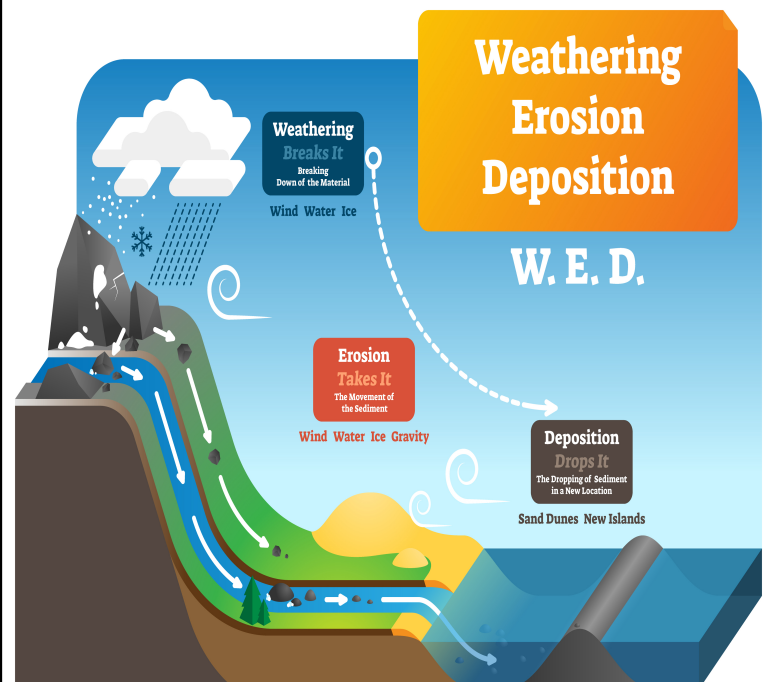 Weathering
Erosion
Deposition
W. E. D.
Weathering
Breaks It
Breaking
Down of the Material
Wind Water Ice
Erosion
Takes It
The Movement of
the Sediment
Wind Water Ice Gravity
Deposition
Drops It
The Dropping of Sediment
in a New Location
Sand Dunes New Islands